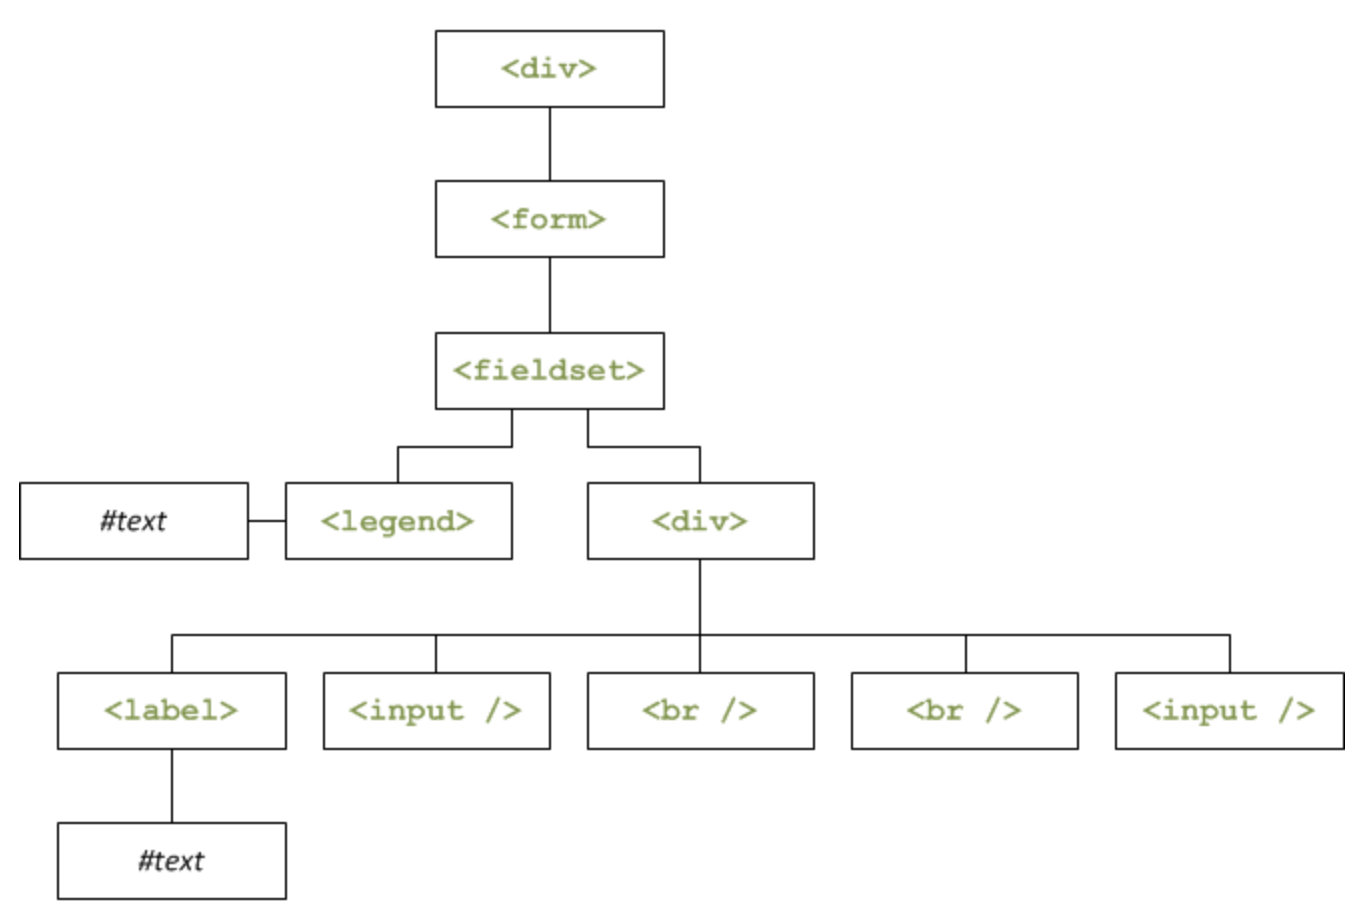 <div>
<form>
<fieldset>
#text
<legend>
<div>
<label>
<input />
<br />
<br />
<input />
#text